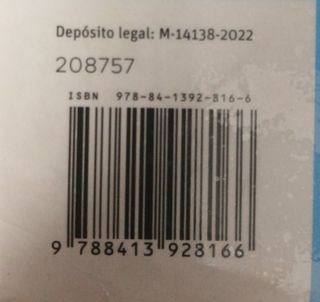 Depósito legal: M-14138-2022
208757
ISBN 978-84-1392-816-6
9 788413 928166